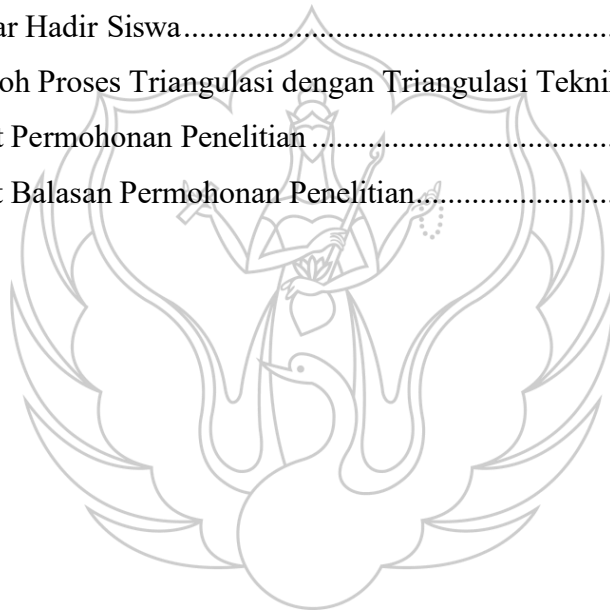 ar Hadir Siswa............................................................
oh Proses Triangulasi dengan Triangulasi Tekni
t Permohonan Penelitian..........................................
t Balasan Permohonan Penelitian............................